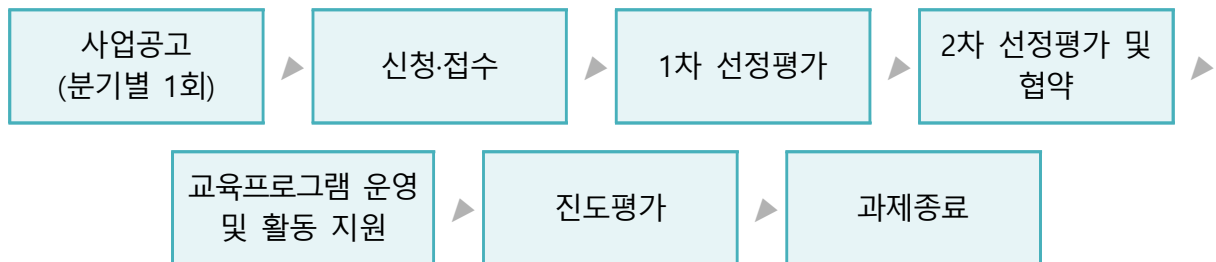 사업공고
(분기별 1회)
신청·접수
1차 선정평가
2차 선정평가 및
협약
교육프로그램 운영
및 활동 지원
진도평가
과제종료